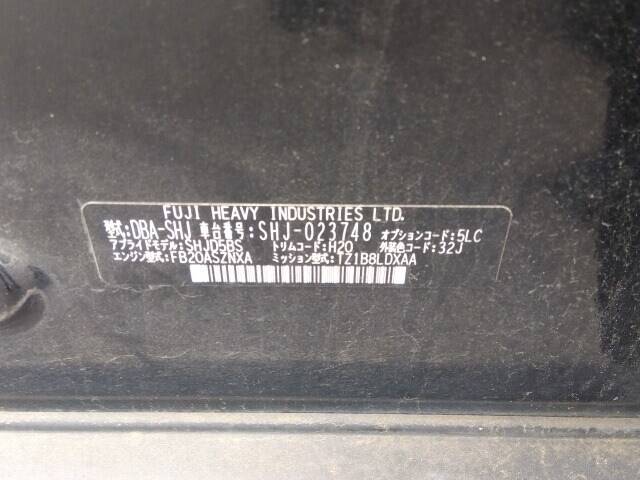 FUJI HEAVY INDUSTRIES LTD.
型式:DBA-SHJ 車台番号:SHJ-023748 オプションコード:5LC
アプライドモデル:SHJD5BS トリムコード:H20 外装色コード:32J
エンジン型式:FB20ASZNXA ミッション型式:TZ1B8LDXAA